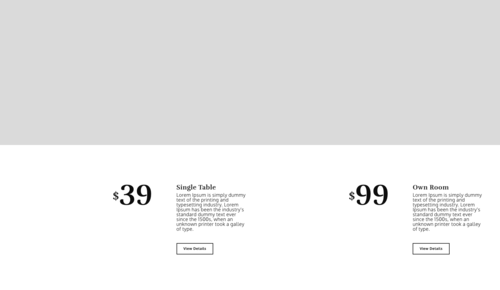 $39
Single Table
Lorem Ipsum is simply dummy
text of the printing and
typesetting industry. Lorem
Ipsum has been the industry's
standard dummy text ever
since the 1500s, when an
unknown printer took a galley
of type.
View Details
$99
Own Room
Lorem Ipsum is simply dummy
text of the printing and
typesetting industry. Lorem
Ipsum has been the industry's
standard dummy text ever
since the 1500s, when an
unknown printer took a galley
of type.
View Details